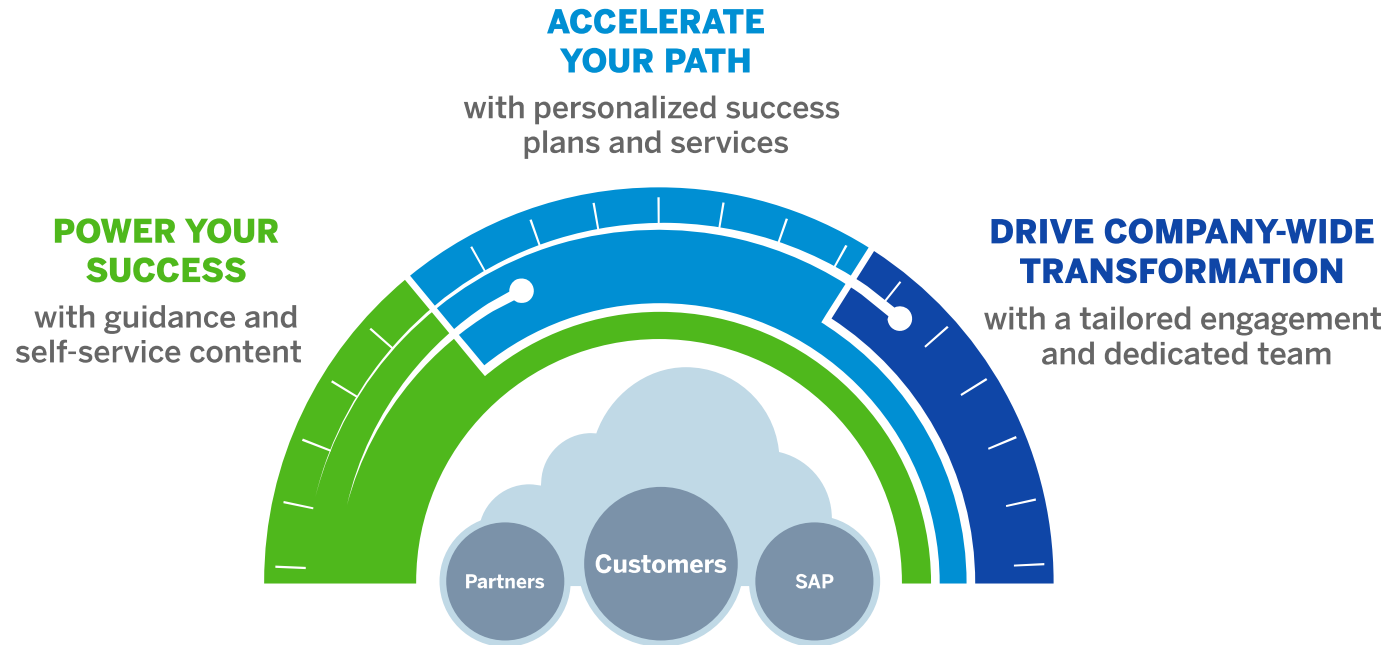 ACCELERATE
YOUR PATH
with personalized success
plans and services
POWER YOUR
SUCCESS
with guidance and
self-service content
DRIVE COMPANY-WIDE
TRANSFORMATION
with a tailored engagement
and dedicated team
Partners
Customers
SAP